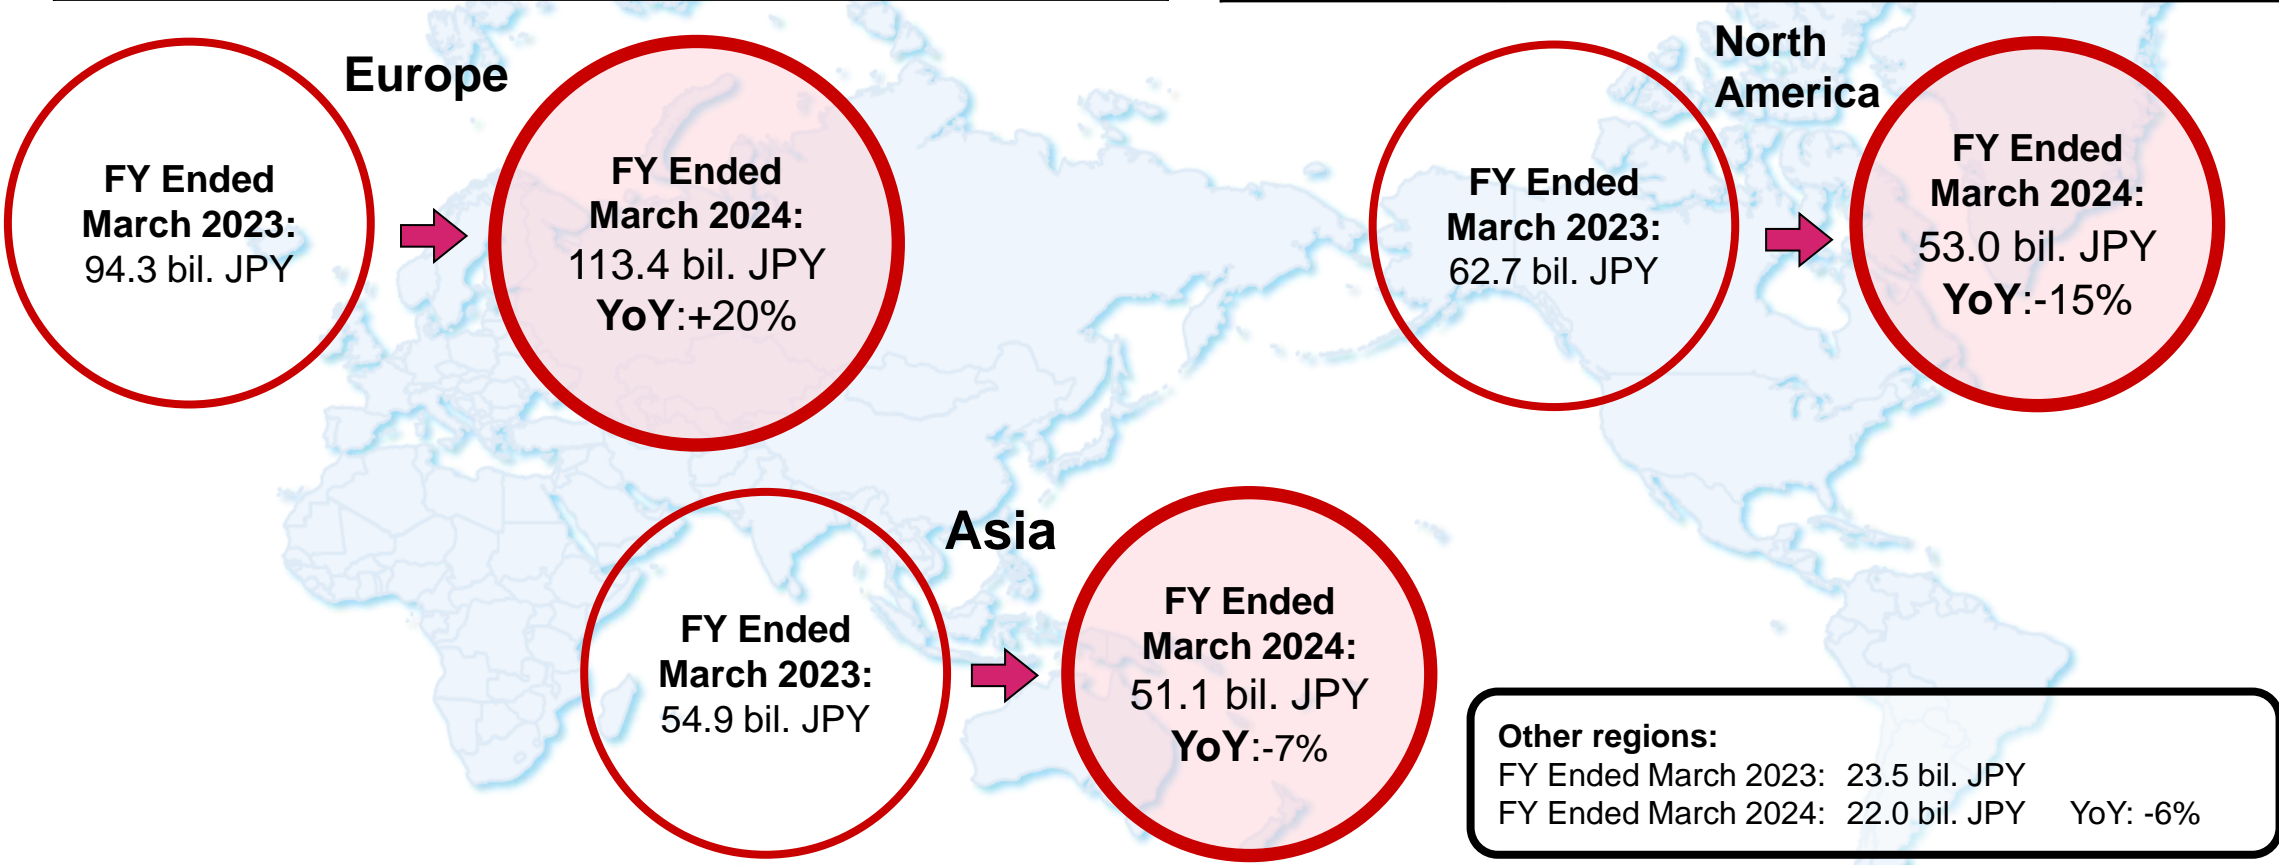 Europe
FY Ended
March 2023:
94.3 bil. JPY
FY Ended
March 2024:
113.4 bil. JPY
YoY:+20%
North
America
FY Ended
March 2023:
62.7 bil. JPY
FY Ended
March 2024:
53.0 bil. JPY
YoY:-15%
Asia
FY Ended
March 2023:
54.9 bil. JPY
FY Ended
March 2024:
51.1 bil. JPY
YoY:-7%
Other regions:
FY Ended March 2023: 23.5 bil. JPY
FY Ended March 2024: 22.0 bil. JPY YoY: -6%